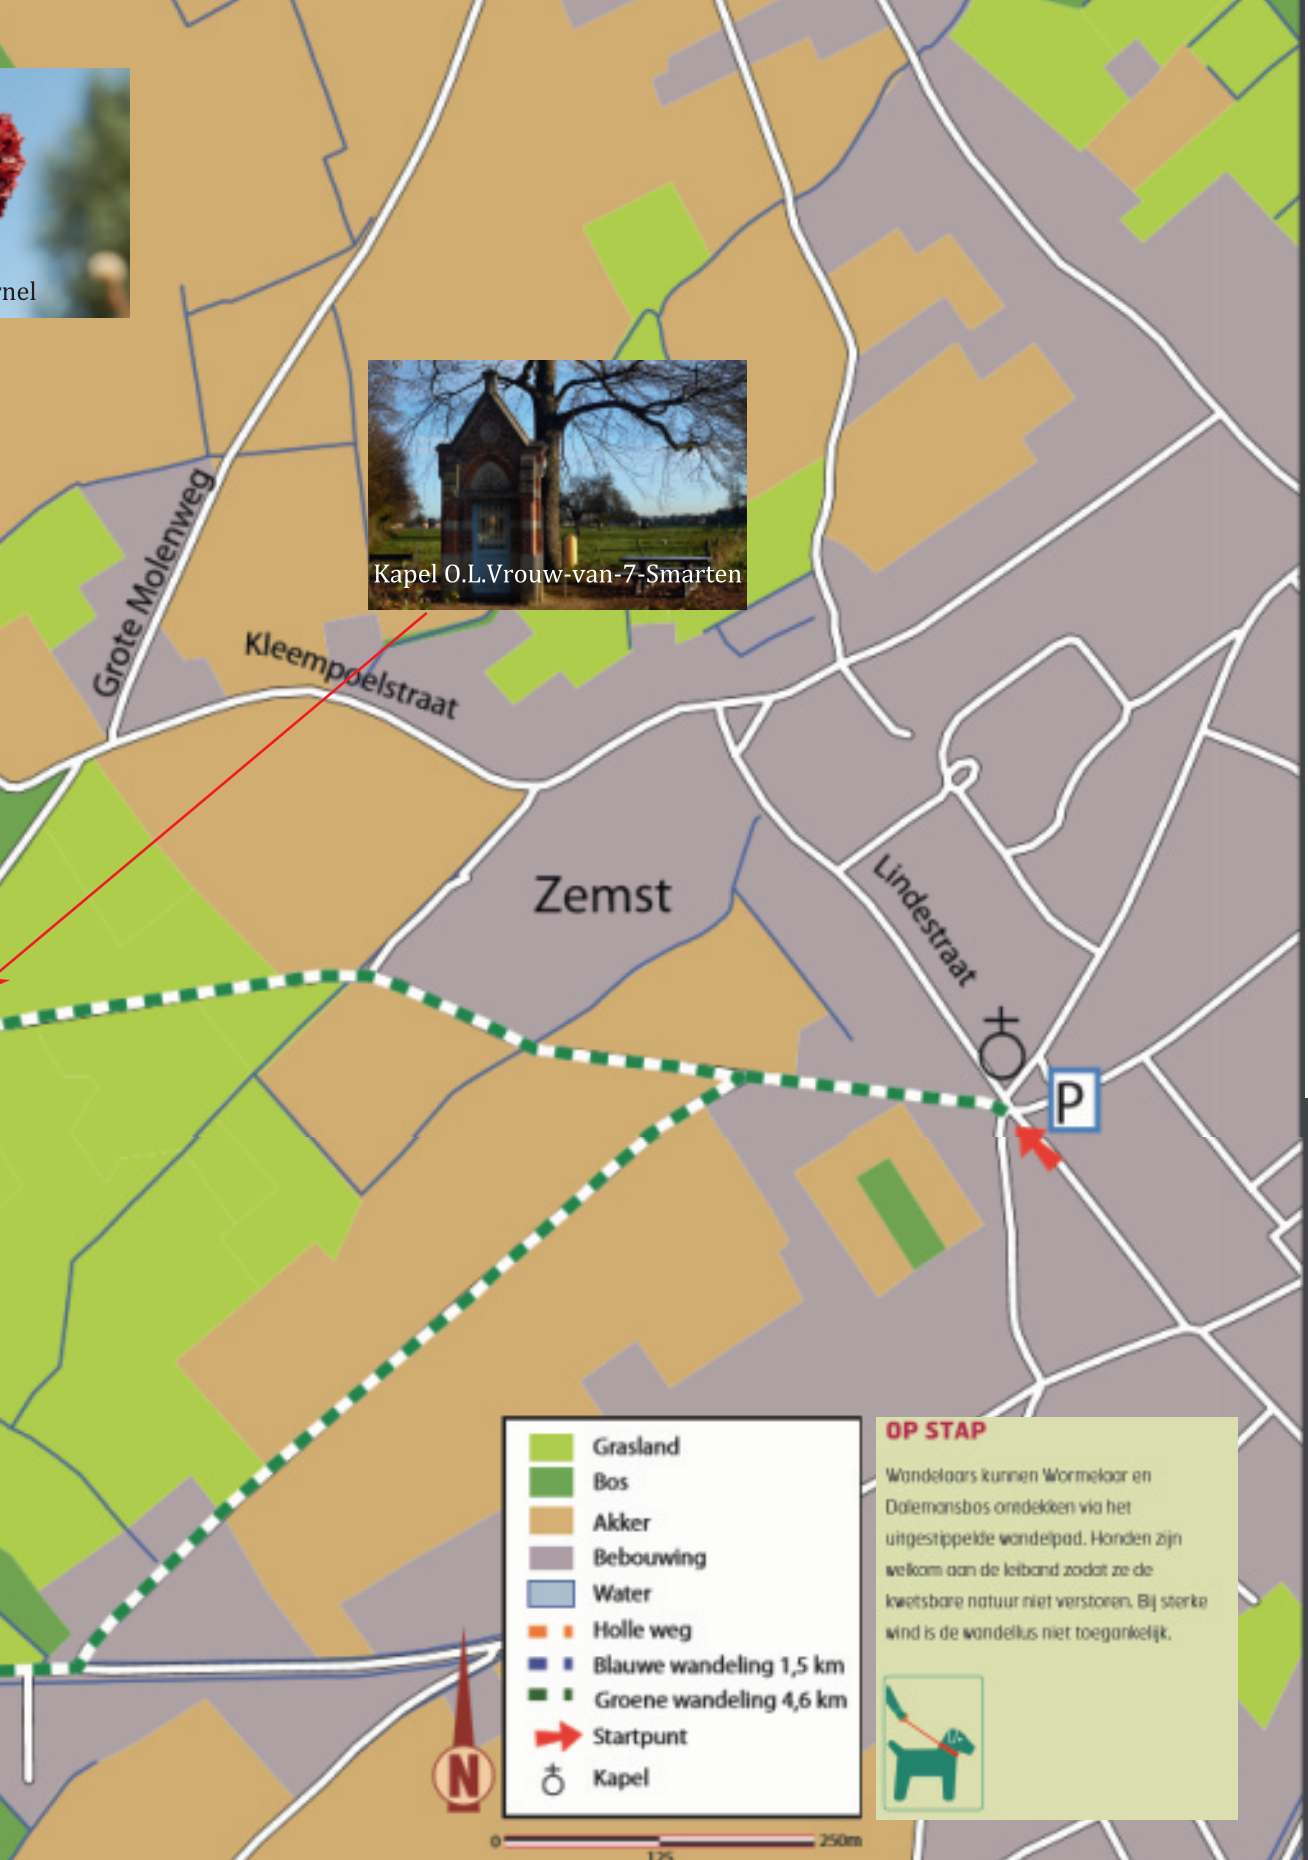 rnel
Grote Molenweg
Kapel O.L.Vrouw-van-7-Smarten
Kleempoelstraat
Zemst
Lindestraat
P
Grasland
Bos
Akker
Bebouwing
Water
Holle weg
Blauwe wandeling 1,5 km
Groene wandeling 4,6 km
Startpunt
Kapel
N
0
125
250m
OP STAP
Wandelaars kunnen Wormelaar en
Dalemansbos ontdekken via het
uitgestippelde wandelpad. Honden zijn
welkom aan de leiband zodat ze de
kwetsbare natuur niet verstoren. Bij sterke
wind is de wandellus niet toegankelijk.